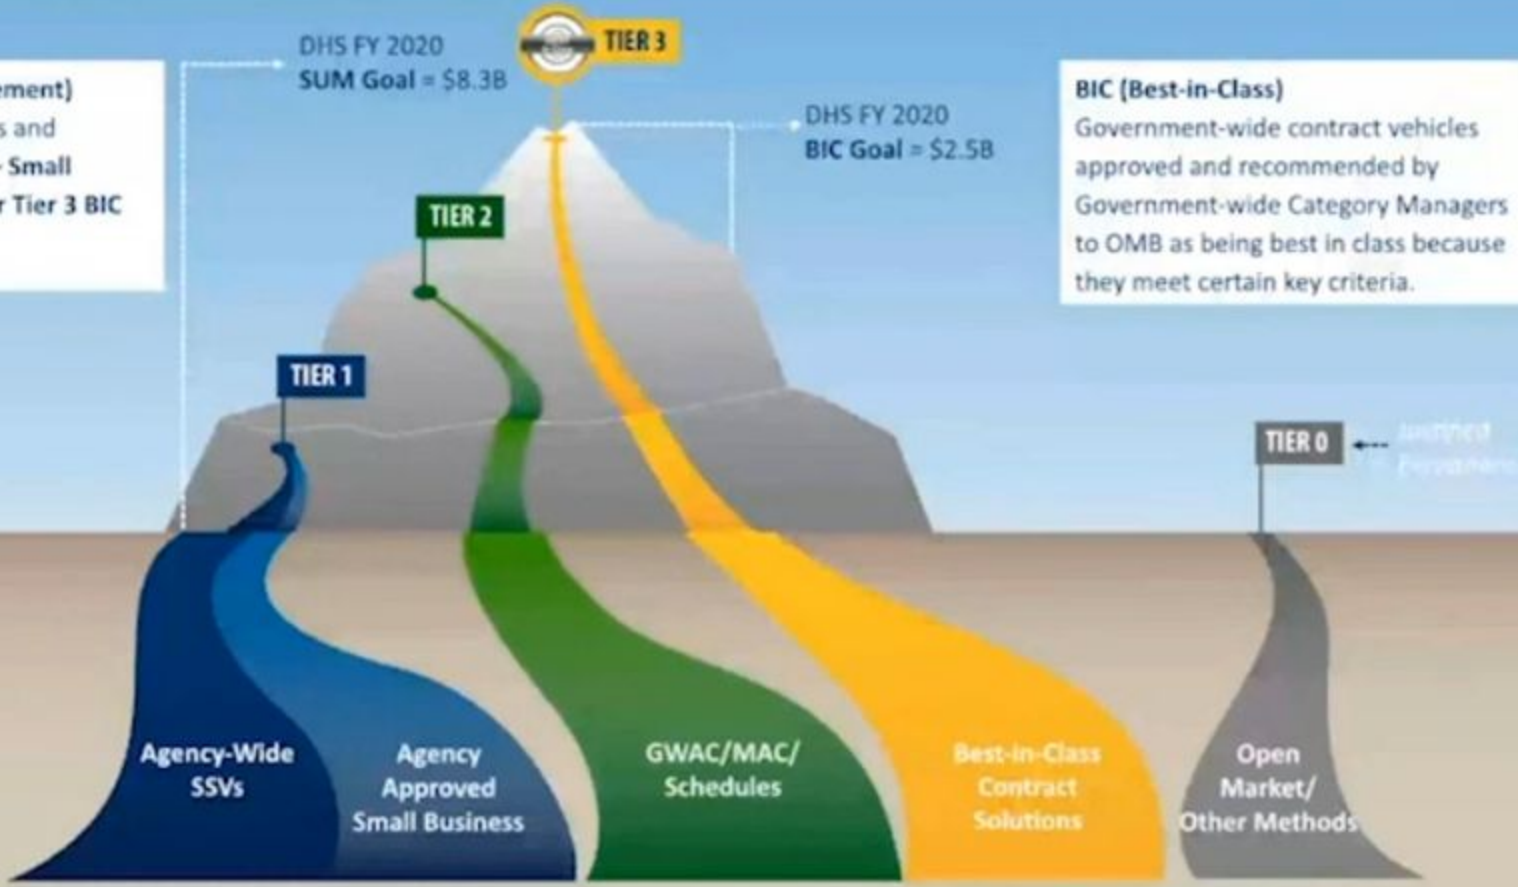 ement)
s and
Small
r Tier 3 BIC
DHS FY 2020
SUM Goal = $8.3B
TIER 3
DHS FY 2020
BIC Goal = $2.5B
BIC (Best-in-Class)
Government-wide contract vehicles
approved and recommended by
Government-wide Category Managers
to OMB as being best in class because
they meet certain key criteria.
TIER 2
TIER 1
TIER 0
Agency-Wide
SSVs
Agency
Approved
Small Business
GWAC/MAC/
Schedules
Best-in-Class
Contract
Solutions
Open
Market/
Other Methods